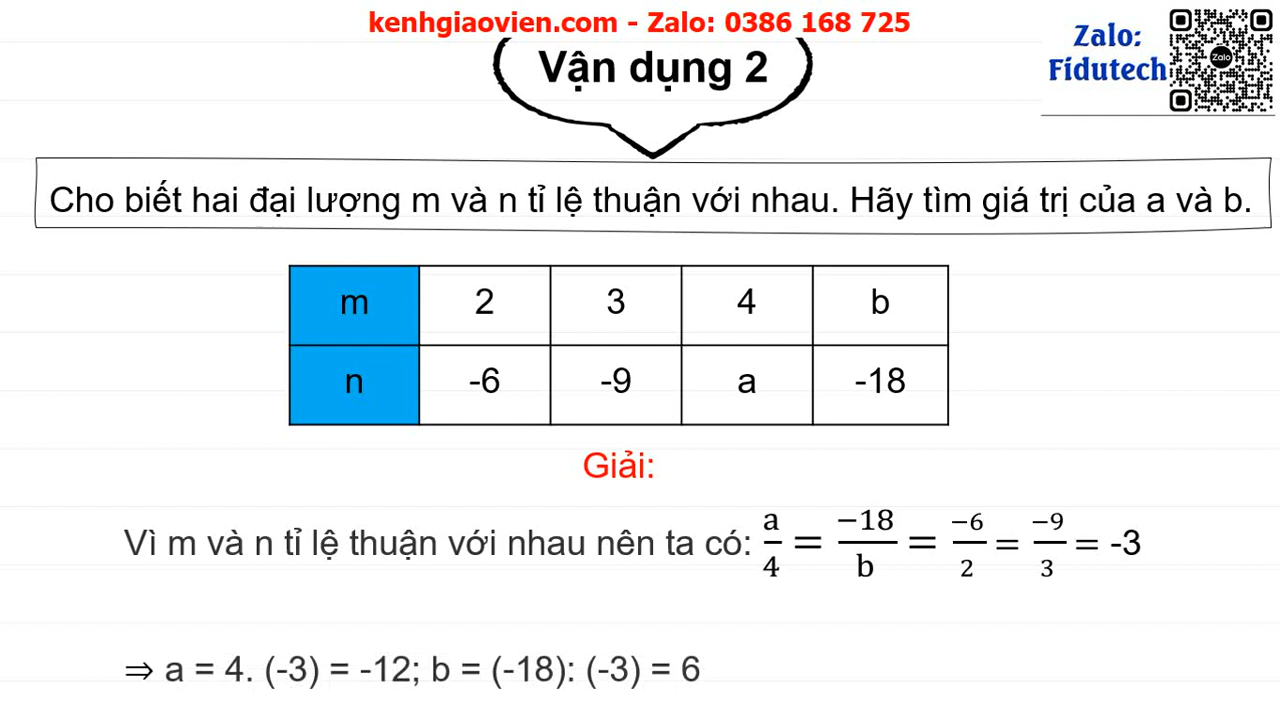 kenhgiaovien.com - Zalo: 0386 168 725
Zalo:
Fidutech
Zalo
Vận dụng 2
Cho biết hai đại lượng m và n tỉ lệ thuận với nhau. Hãy tìm giá trị của a và b.
m 2 3 4 b
n -6 -9 a -18
Giải:
Vì m và n tỉ lệ thuận với nhau nên ta có: a/4 = −18/b = −6/2 = −9/3 = -3
⇒ a = 4. (-3) = -12; b = (-18): (-3) = 6